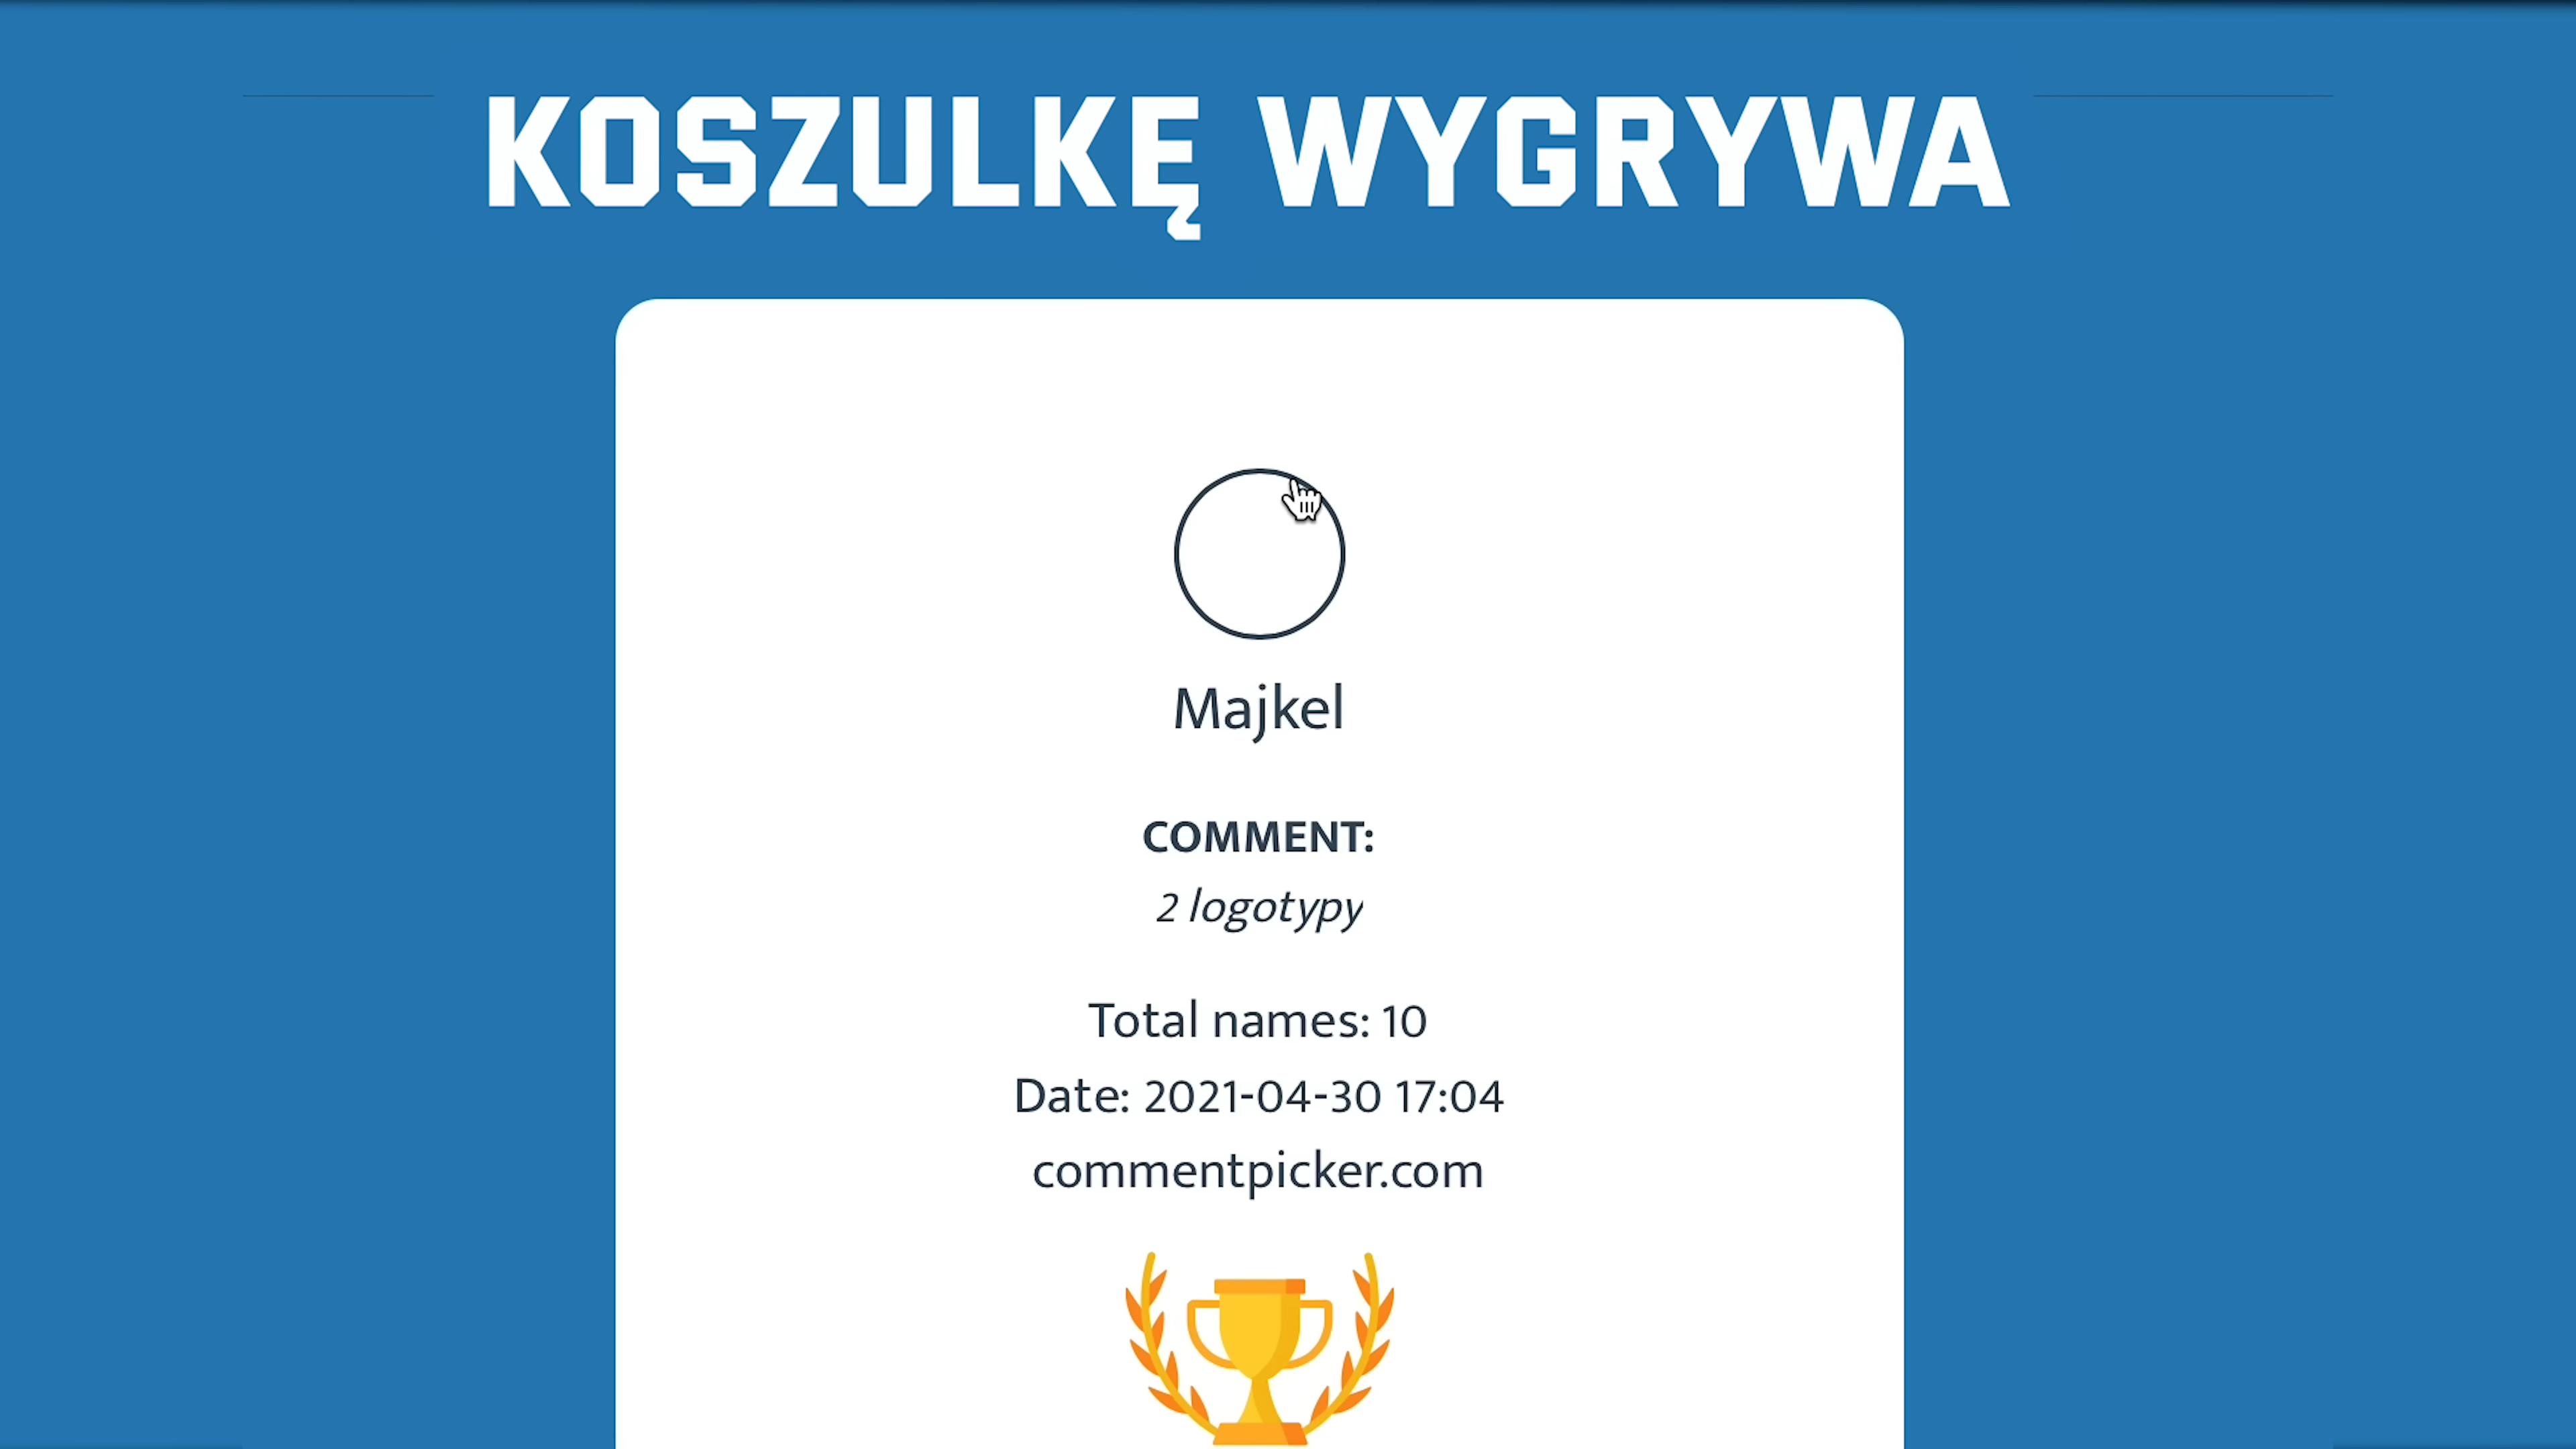 KOSZULKĘ WYGRYWA
Majkel
COMMENT:
2 logotypy
Total names: 10
Date: 2021-04-30 17:04
commentpicker.com